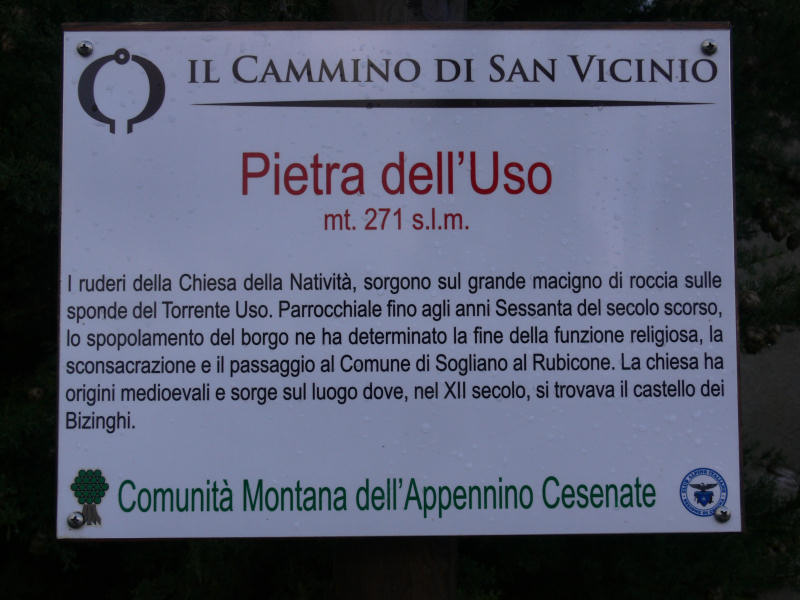 IL CAMMINO DI SAN VICINIO
Pietra dell'Uso
mt. 271 s.l.m.
I ruderi della Chiesa della Natività, sorgono sul grande macigno di roccia sulle
sponde del Torrente Uso. Parrocchiale fino agli anni Sessanta del secolo scorso,
lo spopolamento del borgo ne ha determinato la fine della funzione religiosa, la
sconsacrazione e il passaggio al Comune di Sogliano al Rubicone. La chiesa ha
origini medioevali e sorge sul luogo dove, nel XII secolo, si trovava il castello dei
Bizinghi.
Comunità Montana dell'Appennino Cesenate
CLUB ALPINO ITALIANO